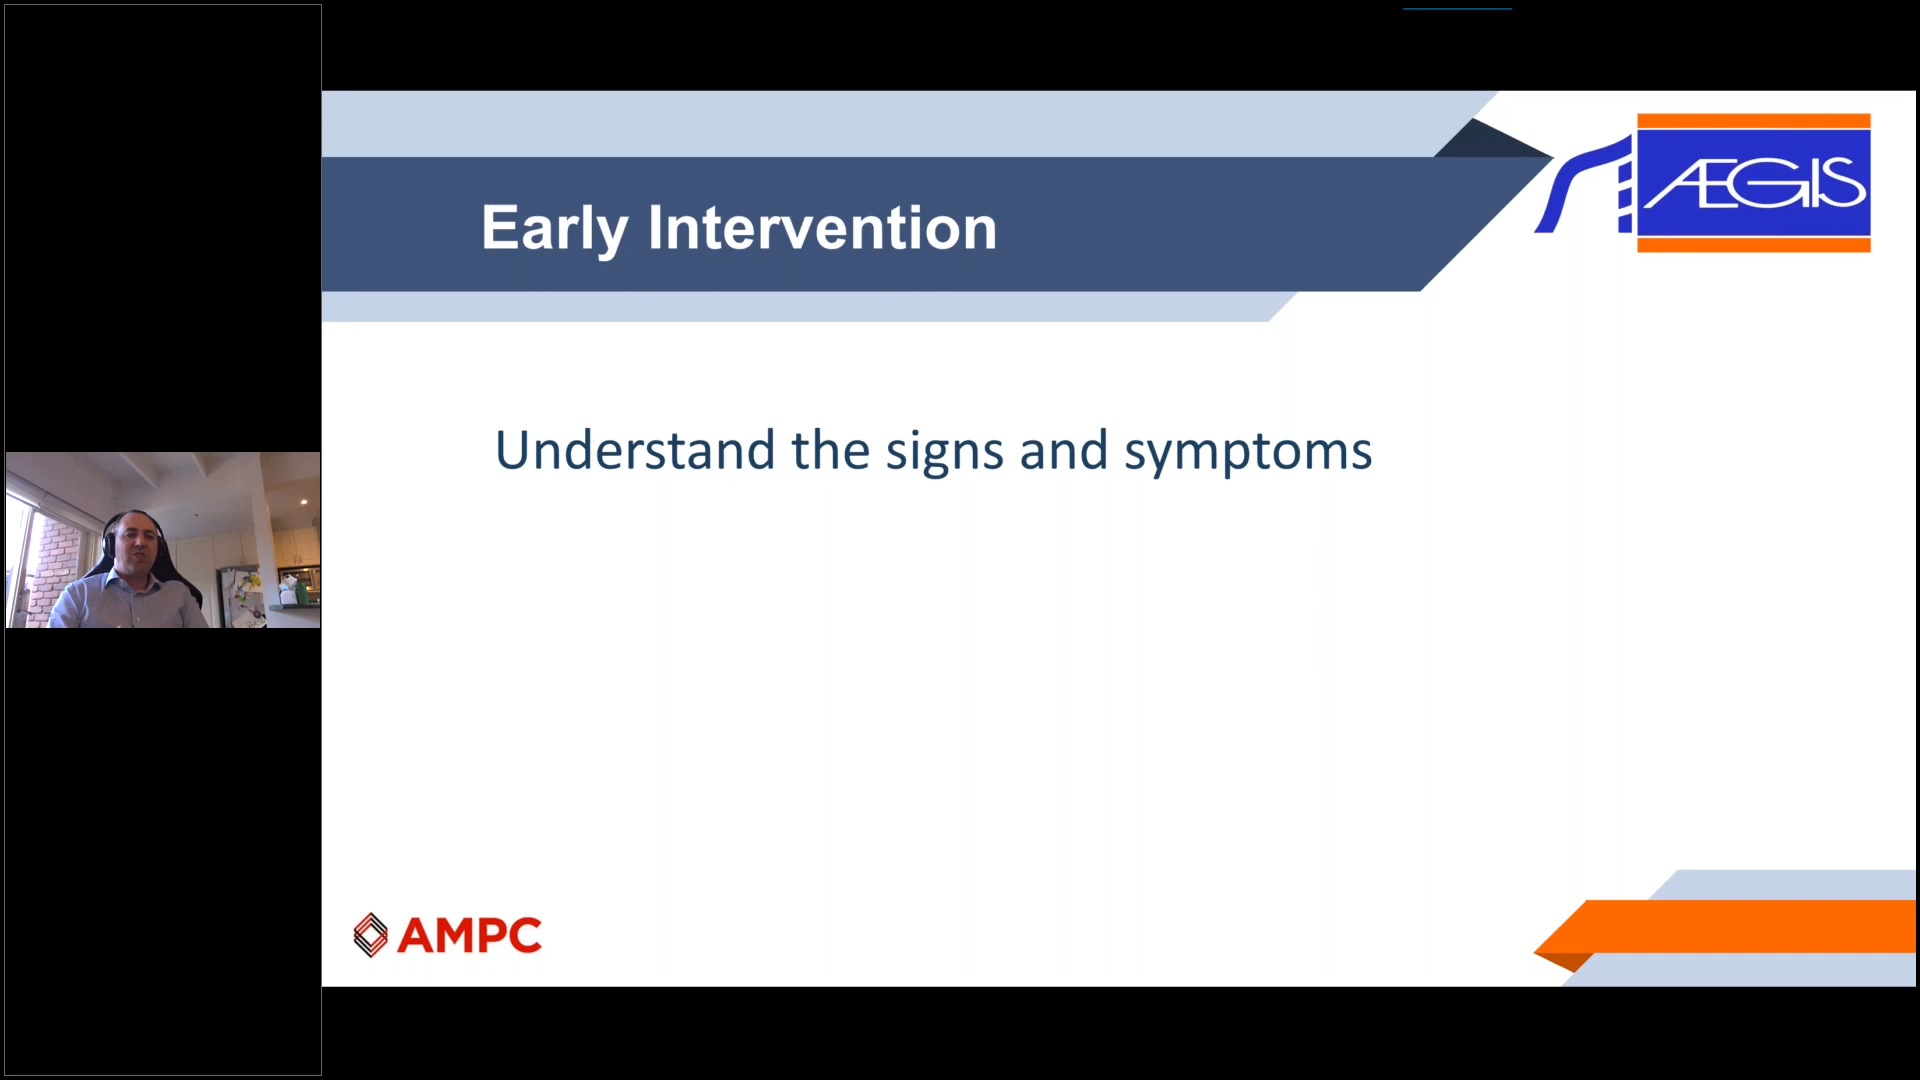 Early Intervention
ÆGIS
Understand the signs and symptoms
AMPC